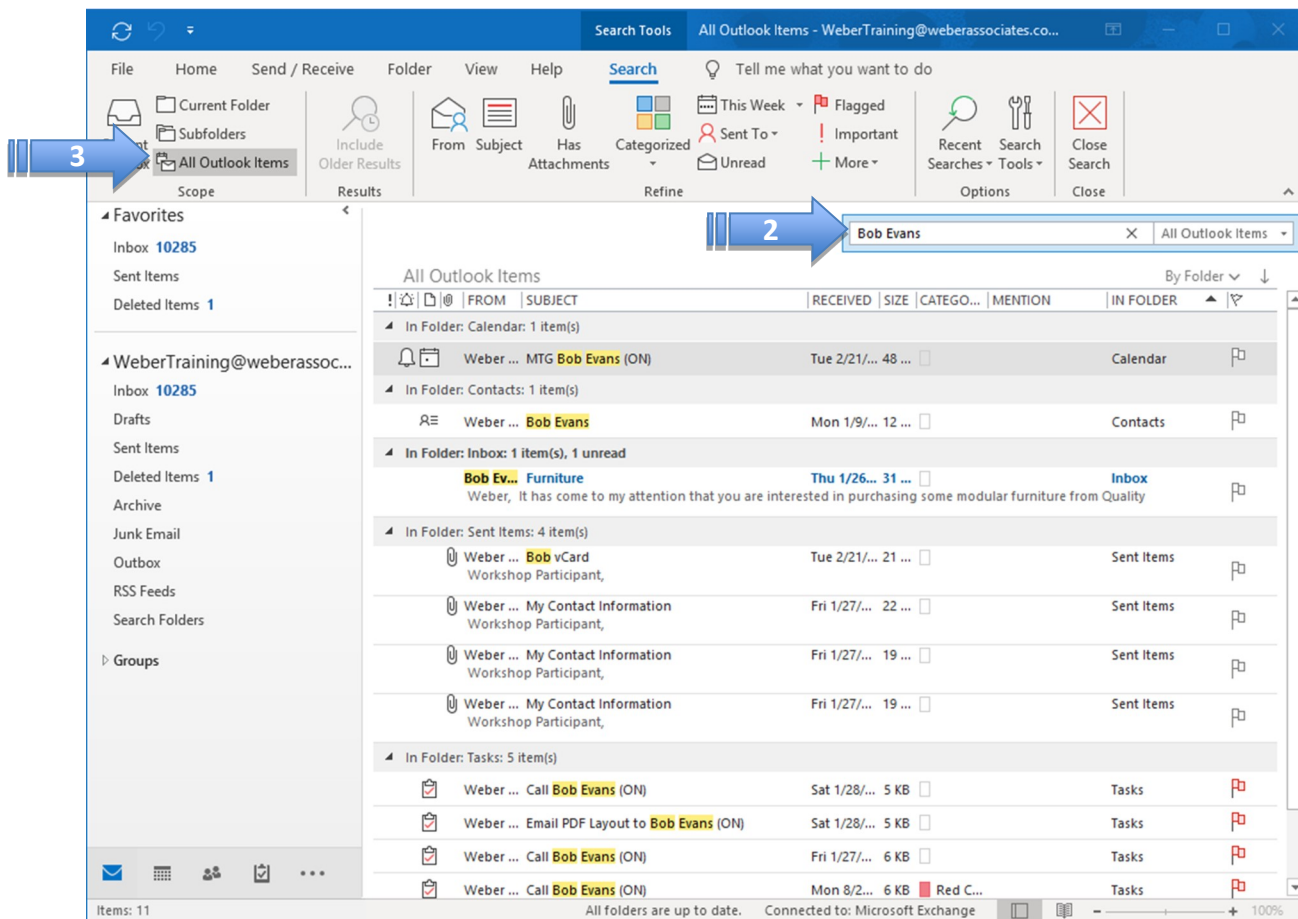 Search Tools All Outlook Items - WeberTraining@weberassociates.co...
File Home Send / Receive Folder View Help Search Tell me what you want to do
Current Folder
Subfolders
All Outlook Items
Scope
Include
Older Results
Results
From Subject Has
Attachments
Categorized
This Week
Sent To
Unread
Flagged
Important
More
Refine
Recent
Searches
Search
Tools
Options
Close
Search
Close
3
2
Bob Evans All Outlook Items
Favorites
Inbox 10285
Sent Items
Deleted Items 1
WeberTraining@weberassoc...
Inbox 10285
Drafts
Sent Items
Deleted Items 1
Archive
Junk Email
Outbox
RSS Feeds
Search Folders
Groups
All Outlook Items By Folder
FROM SUBJECT RECEIVED SIZE CATEGO... MENTION IN FOLDER
In Folder: Calendar: 1 item(s)
Weber ... MTG Bob Evans (ON) Tue 2/21/... 48 ... Calendar
In Folder: Contacts: 1 item(s)
Weber ... Bob Evans Mon 1/9/... 12 ... Contacts
In Folder: Inbox: 1 item(s), 1 unread
Bob Ev... Furniture Thu 1/26... 31 ... Inbox
Weber, It has come to my attention that you are interested in purchasing some modular furniture from Quality
In Folder: Sent Items: 4 item(s)
Weber ... Bob vCard Tue 2/21/... 21 ... Sent Items
Workshop Participant,
Weber ... My Contact Information Fri 1/27/... 22 ... Sent Items
Workshop Participant,
Weber ... My Contact Information Fri 1/27/... 19 ... Sent Items
Workshop Participant,
Weber ... My Contact Information Fri 1/27/... 19 ... Sent Items
Workshop Participant,
In Folder: Tasks: 5 item(s)
Weber ... Call Bob Evans (ON) Sat 1/28/... 5 KB Tasks
Weber ... Email PDF Layout to Bob Evans (ON) Sat 1/28/... 5 KB Tasks
Weber ... Call Bob Evans (ON) Fri 1/27/... 6 KB Tasks
Weber ... Call Bob Evans (ON) Mon 8/2... 6 KB Red C... Tasks
Items: 11 All folders are up to date. Connected to: Microsoft Exchange 100%